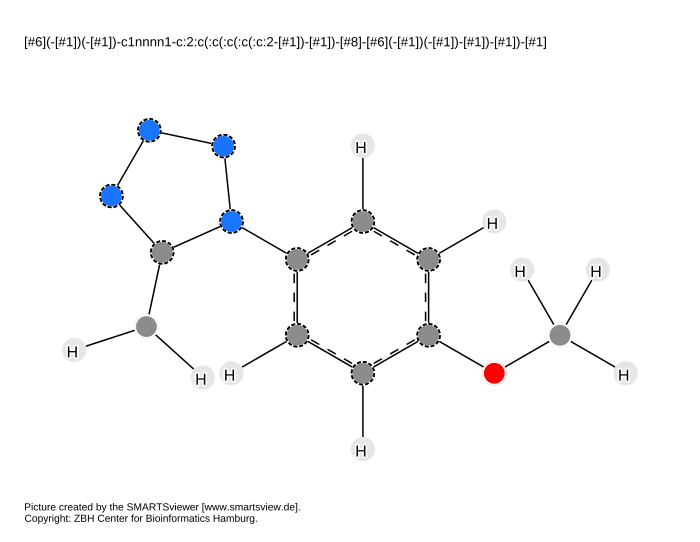 [#6](-[#1])(-[#1])-c1nnnn1-c:2:c(:c(:c(:c(:c:2-[#1])-[#1])-[#8]-[#6](-[#1])(-[#1])-[#1])-[#1])-[#1]
H
H
H
H
H
H
H
H
H
H
Picture created by the SMARTSviewer [www.smartsview.de].
Copyright: ZBH Center for Bioinformatics Hamburg.